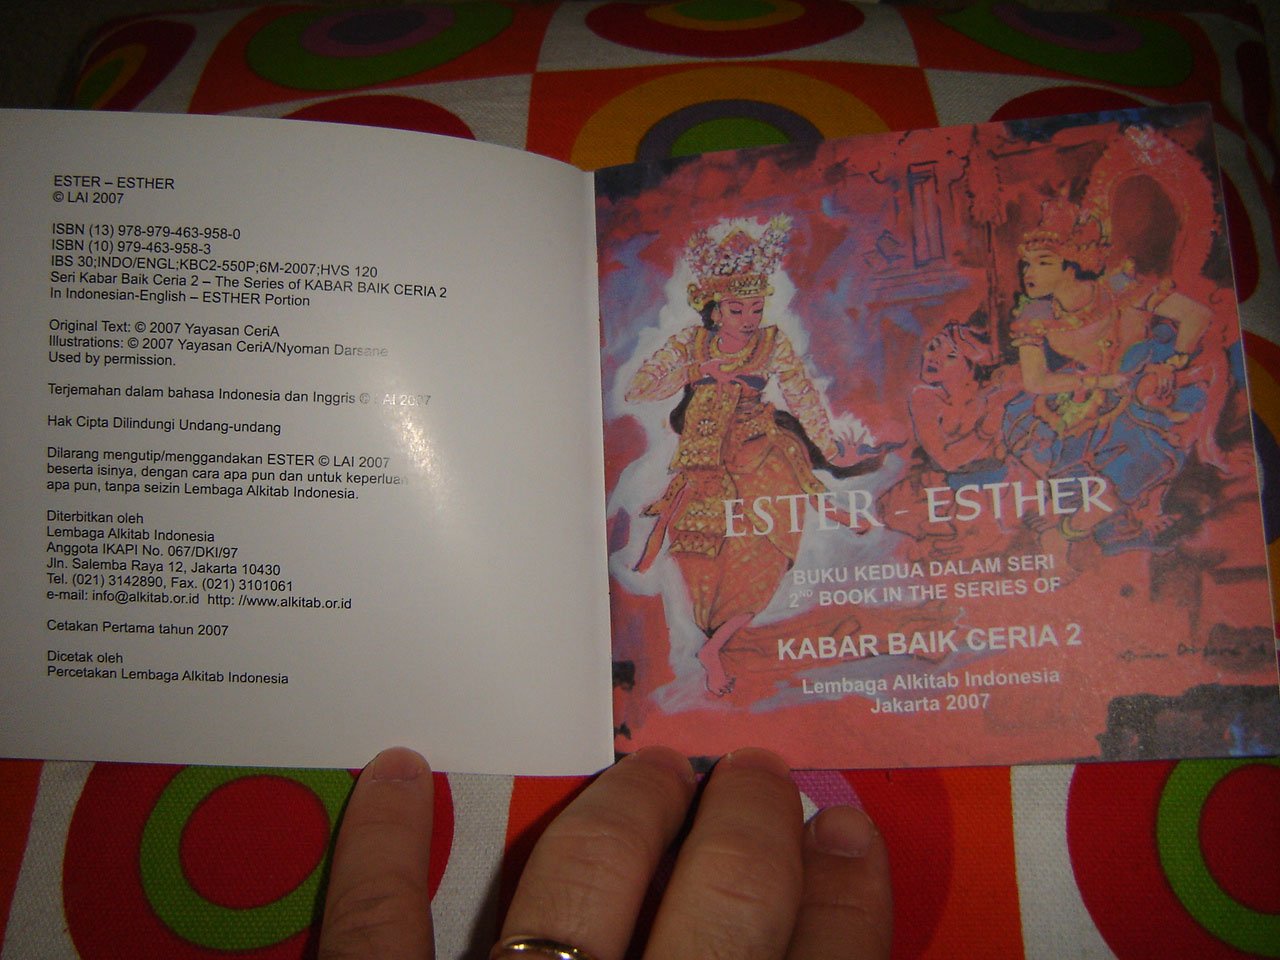 ESTER – ESTHER
© LAI 2007
ISBN (13) 978-979-463-958-0
ISBN (10) 979-463-958-3
IBS 30;INDO/ENGL;KBC2-550P;6M-2007;HVS 120
Seri Kabar Baik Ceria 2 – The Series of KABAR BAIK CERIA 2
In Indonesian-English – ESTHER Portion
Original Text: © 2007 Yayasan CeriA
Illustrations: © 2007 Yayasan CeriA/Nyoman Darsane
Used by permission.
Terjemahan dalam bahasa Indonesia dan Inggris © LAI 2007
Hak Cipta Dilindungi Undang-undang
Dilarang mengutip/menggandakan ESTER © LAI 2007
beserta isinya, dengan cara apa pun dan untuk keperluan
apa pun, tanpa seizin Lembaga Alkitab Indonesia.
Diterbitkan oleh
Lembaga Alkitab Indonesia
Anggota IKAPI No. 067/DKI/97
Jln. Salemba Raya 12, Jakarta 10430
Tel. (021) 3142890, Fax. (021) 3101061
e-mail: info@alkitab.or.id http: //www.alkitab.or.id
Cetakan Pertama tahun 2007
Dicetak oleh
Percetakan Lembaga Alkitab Indonesia
ESTER - ESTHER
BUKU KEDUA DALAM SERI
2ND BOOK IN THE SERIES OF
KABAR BAIK CERIA 2
Lembaga Alkitab Indonesia
Jakarta 2007